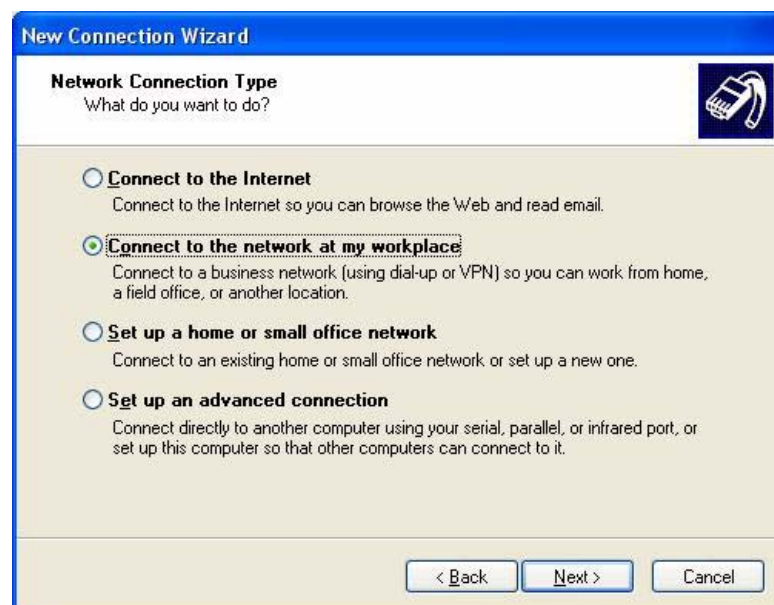 New Connection Wizard
Network Connection Type
What do you want to do?
Connect to the Internet
Connect to the Internet so you can browse the Web and read email.
Connect to the network at my workplace
Connect to a business network (using dial-up or VPN) so you can work from home,
a field office, or another location.
Set up a home or small office network
Connect to an existing home or small office network or set up a new one.
Set up an advanced connection
Connect directly to another computer using your serial, parallel, or infrared port, or
set up this computer so that other computers can connect to it.
< Back Next > Cancel